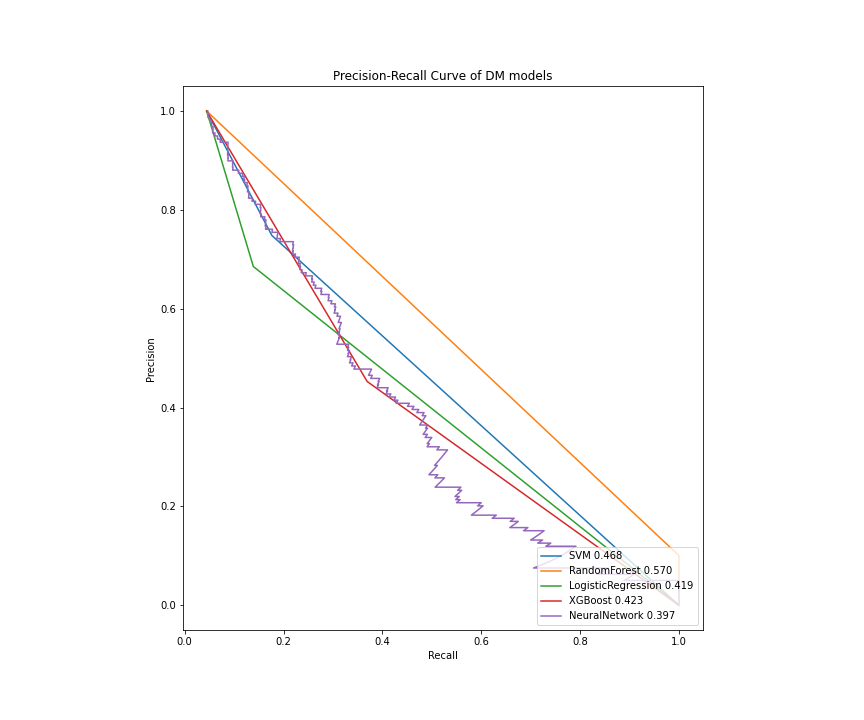 Precision-Recall Curve of DM models
1.0
0.8
0.6
0.4
0.2
0.0
Precision
0.0 0.2 0.4 0.6 0.8 1.0
Recall
SVM 0.468
RandomForest 0.570
LogisticRegression 0.419
XGBoost 0.423
NeuralNetwork 0.397